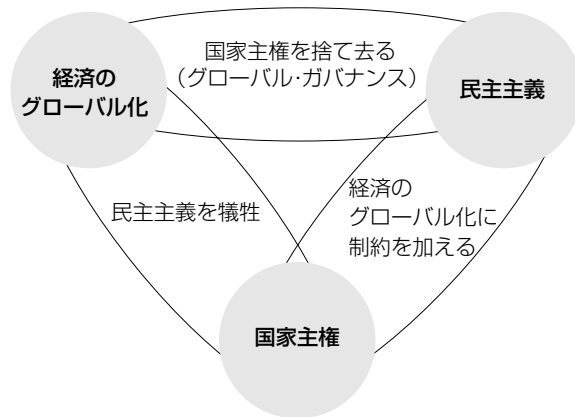 経済の
グローバル化
国家主権を捨て去る
(グローバル・ガバナンス)
民主主義
民主主義を犠牲
経済の
グローバル化に
制約を加える
国家主権